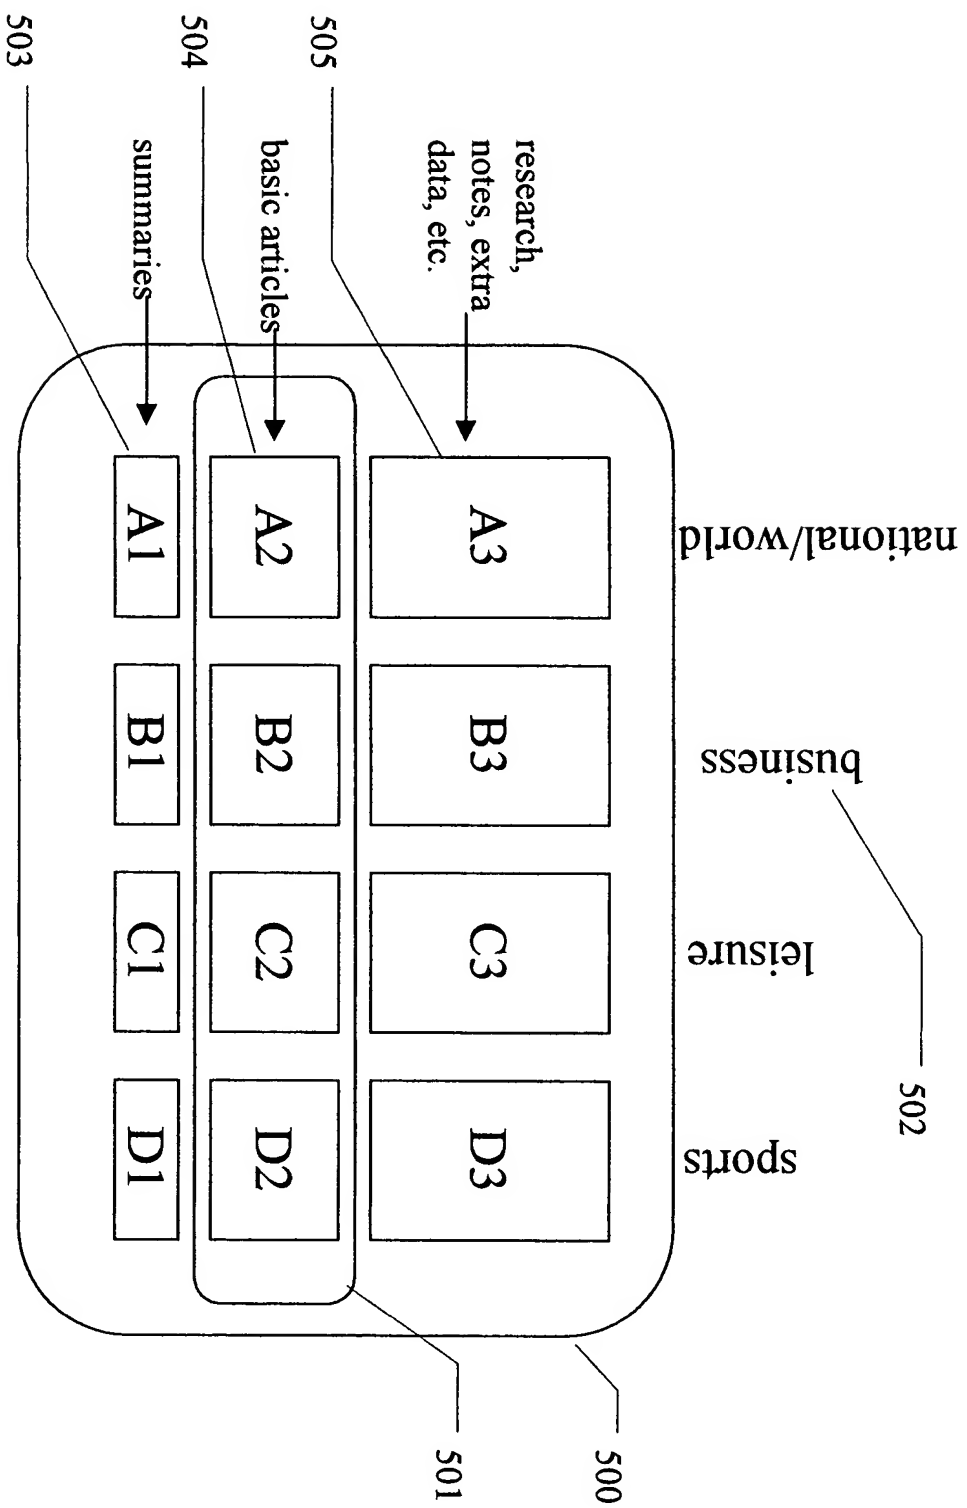 502
national/world
business
leisure
sports
500
research,
notes, extra
data, etc.
A3 B3 C3 D3
501
505
basic articles
A2 B2 C2 D2
504
summaries
A1 B1 C1 D1
503